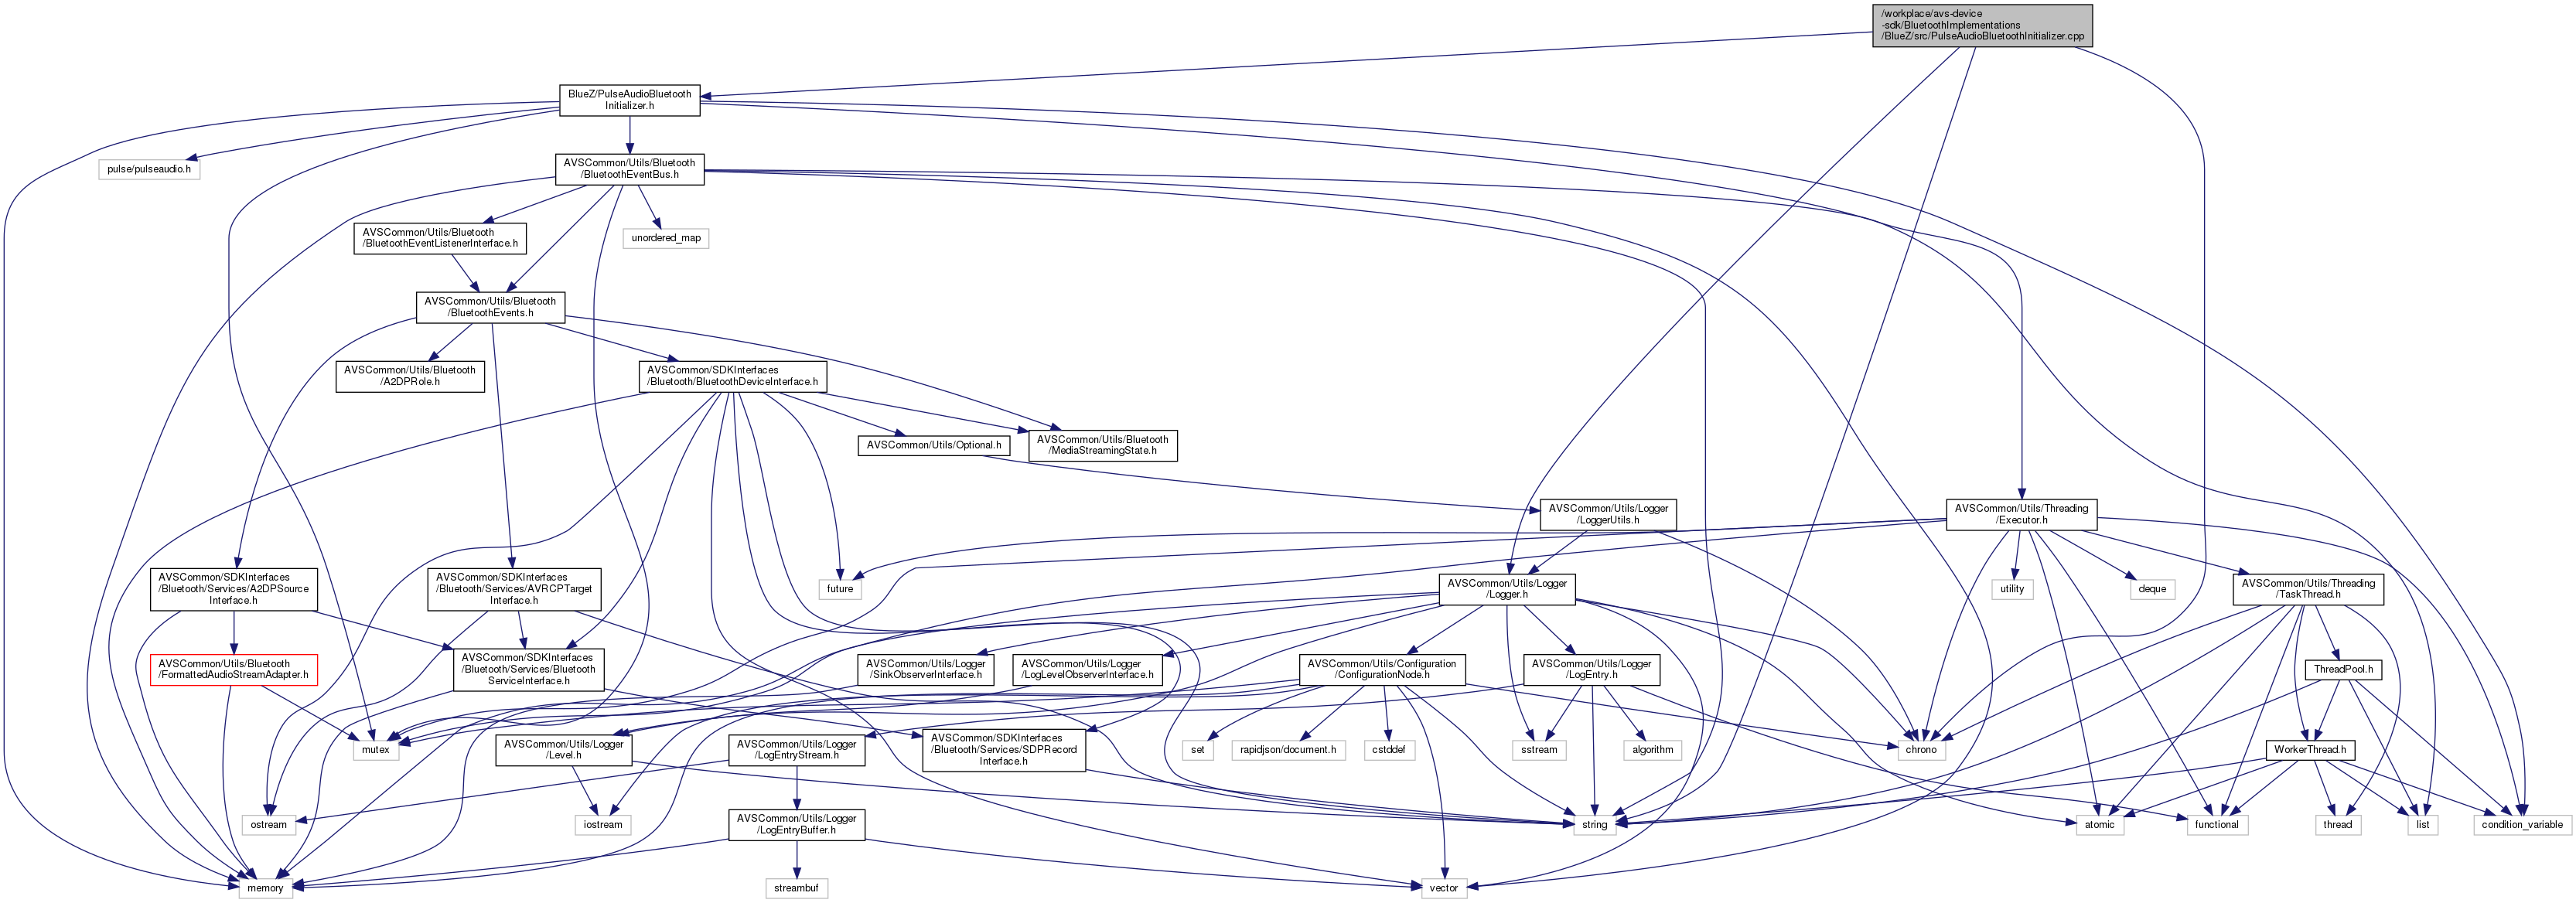 /workplace/avs-device
-sdk/BluetoothImplementations
/BlueZ/src/PulseAudioBluetoothInitializer.cpp
BlueZ/PulseAudioBluetooth
Initializer.h
pulse/pulseaudio.h
AVSCommon/Utils/Bluetooth
/BluetoothEventBus.h
AVSCommon/Utils/Bluetooth
/BluetoothEventListenerInterface.h
unordered_map
AVSCommon/Utils/Bluetooth
/BluetoothEvents.h
AVSCommon/Utils/Bluetooth
/A2DPRole.h
AVSCommon/SDKInterfaces
/Bluetooth/BluetoothDeviceInterface.h
AVSCommon/Utils/Optional.h
AVSCommon/Utils/Bluetooth
/MediaStreamingState.h
AVSCommon/Utils/Logger
/LoggerUtils.h
AVSCommon/Utils/Threading
/Executor.h
AVSCommon/SDKInterfaces
/Bluetooth/Services/A2DPSource
Interface.h
AVSCommon/SDKInterfaces
/Bluetooth/Services/AVRCPTarget
Interface.h
future
AVSCommon/Utils/Logger
/Logger.h
utility
deque
AVSCommon/Utils/Threading
/TaskThread.h
AVSCommon/Utils/Bluetooth
/FormattedAudioStreamAdapter.h
AVSCommon/SDKInterfaces
/Bluetooth/Services/Bluetooth
ServiceInterface.h
AVSCommon/Utils/Logger
/SinkObserverInterface.h
AVSCommon/Utils/Logger
/LogLevelObserverInterface.h
AVSCommon/Utils/Configuration
/ConfigurationNode.h
AVSCommon/Utils/Logger
/LogEntry.h
ThreadPool.h
mutex
AVSCommon/Utils/Logger
/Level.h
AVSCommon/Utils/Logger
/LogEntryStream.h
AVSCommon/SDKInterfaces
/Bluetooth/Services/SDPRecord
Interface.h
set
rapidjson/document.h
cstddef
sstream
algorithm
chrono
WorkerThread.h
ostream
iostream
AVSCommon/Utils/Logger
/LogEntryBuffer.h
string
atomic
functional
thread
list
condition_variable
memory
streambuf
vector